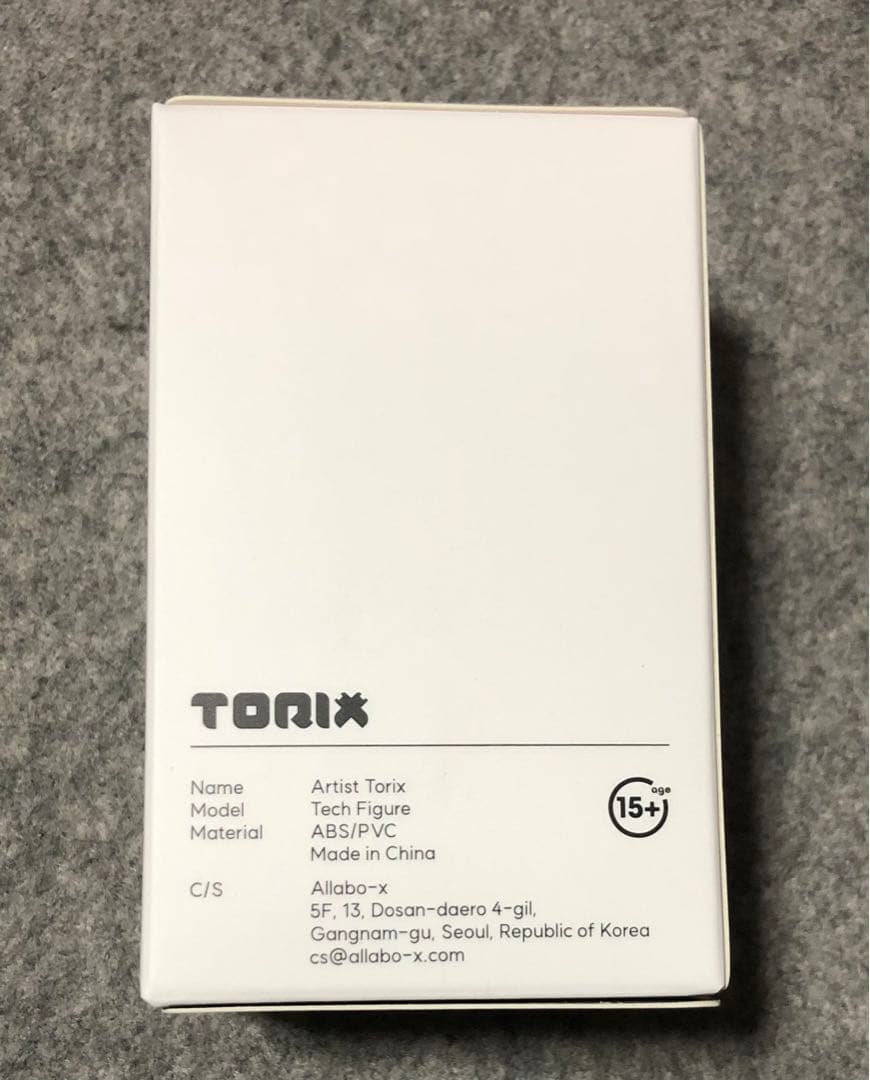 TORIX
Name Artist Torix
Model Tech Figure
Material ABS/PVC
Made in China
15+ age
C/S Allabo-x
5F, 13, Dosan-daero 4-gil,
Gangnam-gu, Seoul, Republic of Korea
cs@allabo-x.com